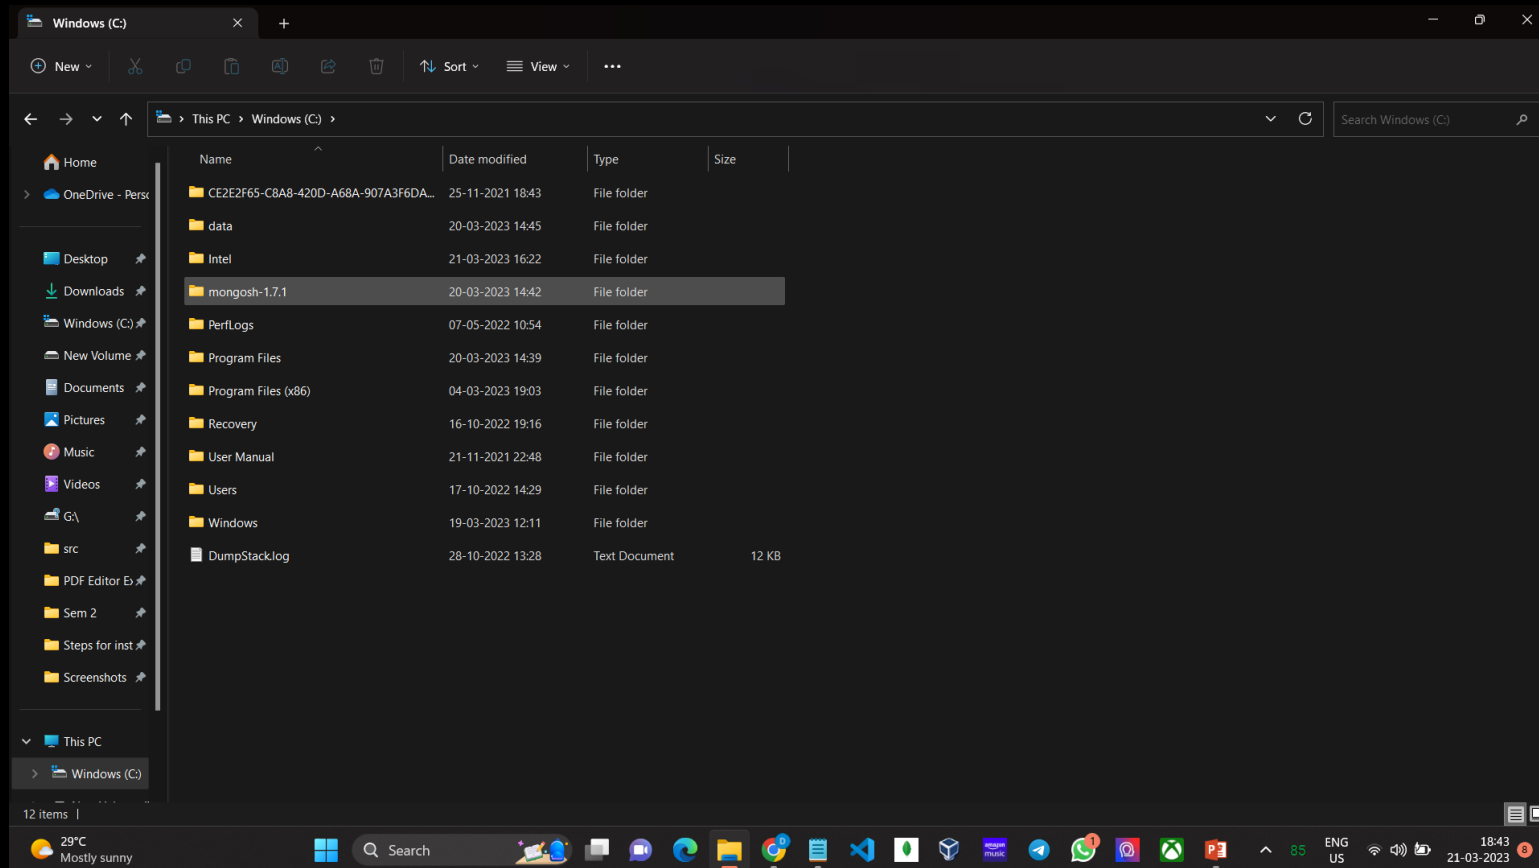 Windows (C:)
New
Sort
View
This PC > Windows (C:) >
Search Windows (C:)
Home
OneDrive - Perso
Desktop
Downloads
Windows (C:)
New Volume
Documents
Pictures
Music
Videos
G:\
src
PDF Editor Ex
Sem 2
Steps for inst
Screenshots
This PC
Windows (C:)
Name Date modified Type Size
CE2E2F65-C8A8-420D-A68A-907A3F6DA... 25-11-2021 18:43 File folder
data 20-03-2023 14:45 File folder
Intel 21-03-2023 16:22 File folder
mongosh-1.7.1 20-03-2023 14:42 File folder
PerfLogs 07-05-2022 10:54 File folder
Program Files 20-03-2023 14:39 File folder
Program Files (x86) 04-03-2023 19:03 File folder
Recovery 16-10-2022 19:16 File folder
User Manual 21-11-2021 22:48 File folder
Users 17-10-2022 14:29 File folder
Windows 19-03-2023 12:11 File folder
DumpStack.log 28-10-2022 13:28 Text Document 12 KB
12 items
29°C
Mostly sunny
Search
D
amazon music
1
85
ENG
US
18:43
21-03-2023
8